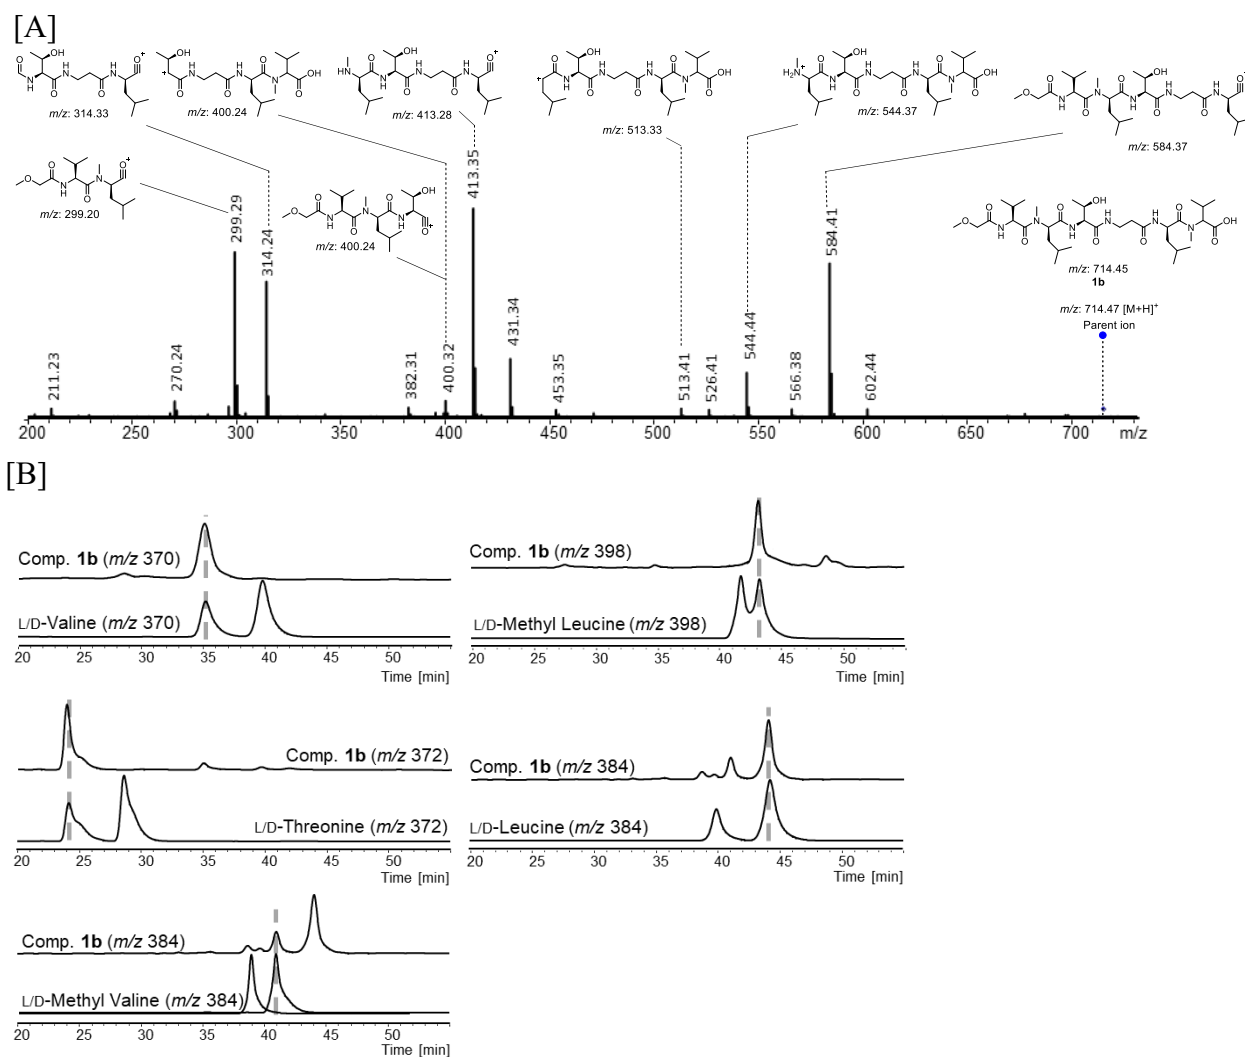 [A]
m/z: 314.33
m/z: 400.24
m/z: 413.28
m/z: 513.33
m/z: 544.37
m/z: 584.37
m/z: 299.20
m/z: 400.24
m/z: 714.45
1b
m/z: 714.47 [M+H]+
Parent ion
211.23
270.24
299.29
314.24
382.31
400.32
413.35
431.34
453.35
513.41
526.41
544.44
566.38
584.41
602.44
200 250 300 350 400 450 500 550 600 650 700 m/z
[B]
Comp. 1b (m/z 370)
L/D-Valine (m/z 370)
20 25 30 35 40 45 50
Time [min]
Comp. 1b (m/z 398)
L/D-Methyl Leucine (m/z 398)
20 25 30 35 40 45 50
Time [min]
Comp. 1b (m/z 372)
L/D-Threonine (m/z 372)
20 25 30 35 40 45 50
Time [min]
Comp. 1b (m/z 384)
L/D-Leucine (m/z 384)
20 25 30 35 40 45 50
Time [min]
Comp. 1b (m/z 384)
L/D-Methyl Valine (m/z 384)
20 25 30 35 40 45 50
Time [min]